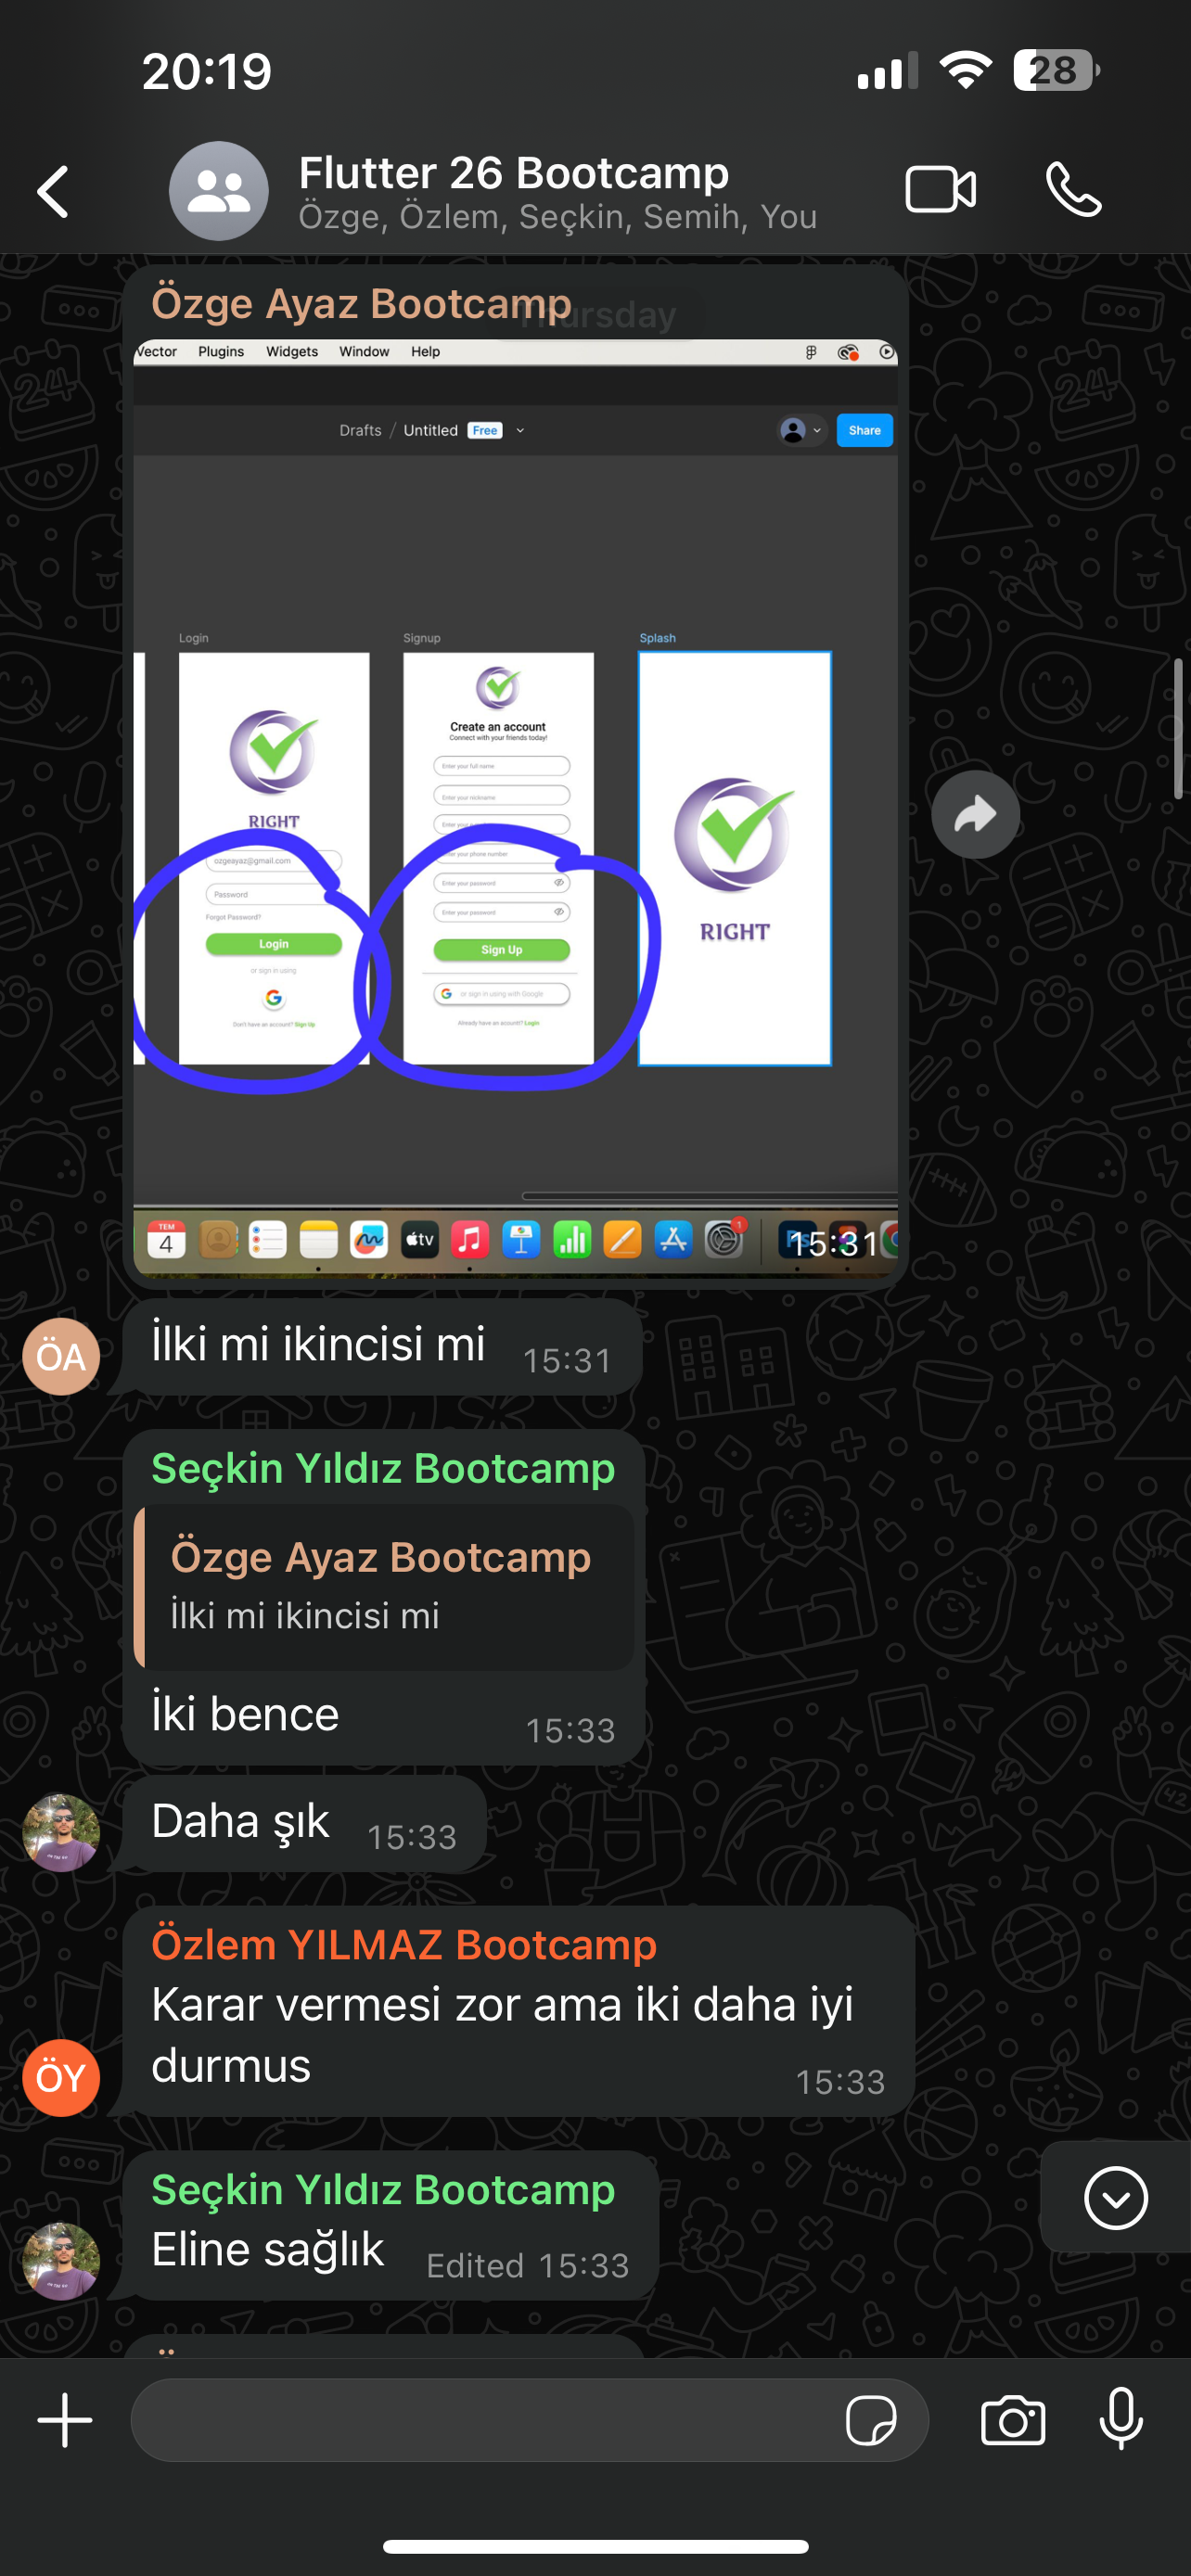 20:19
28
Flutter 26 Bootcamp
Özge, Özlem, Seçkin, Semih, You
Thursday
Özge Ayaz Bootcamp
Vector Plugins Widgets Window Help
Drafts / Untitled Free
Share
Login
Signup
Splash
RIGHT
ozgeayaz@gmail.com
Password
Forgot Password?
Login
or sign in using
G
Don't have an account? Sign Up
Create an account
Connect with your friends today!
Enter your full name
Enter your nickname
Enter your
your phone number
Enter your password
Enter your password
Sign Up
G or sign in using with Google
Already have an account? Login
RIGHT
TEM
4
tv
1
Ps
15:31
ÖA
İlki mi ikincisi mi 15:31
Seçkin Yıldız Bootcamp
Özge Ayaz Bootcamp
İlki mi ikincisi mi
İki bence 15:33
Daha şık 15:33
Özlem YILMAZ Bootcamp
Karar vermesi zor ama iki daha iyi
durmus 15:33
ÖY
Seçkin Yıldız Bootcamp
Eline sağlık Edited 15:33